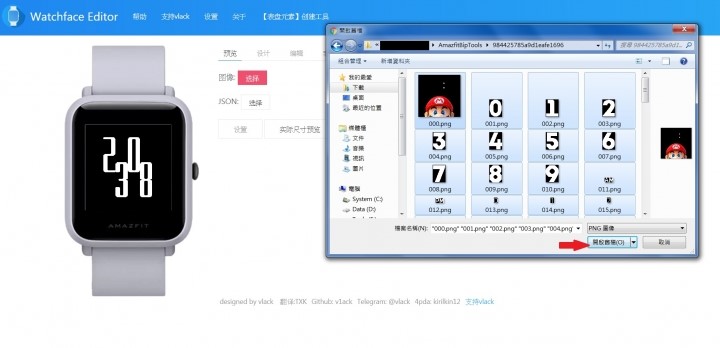 Watchface Editor 帮助 支持vlack 设置 关于 【表盘元素】创建工具
预览 设计 编辑
图像: 选择
JSON: 选择
设置 实际尺寸预览
20
38
AMAZFIT
開啟舊檔
AmazfitBipTools 984425785a9d1eafe1696 搜尋 984425785a9d1...
組合管理 新增資料夾
我的最愛
下載
桌面
最近的位置
媒體櫃
文件
音樂
視訊
圖片
電腦
System (C:)
Data (D:)
0 1 2
000.png 001.png 002.png 003.png
3 4 5 6
004.png 005.png 006.png 007.png
7 8 9 AM
008.png 009.png 010.png 011.png
PM 0 1 2
012.png 013.png 014.png 015.png
檔案名稱(N): "000.png" "001.png" "002.png" "003.png" "004.png" PNG 圖像
開啟舊檔(O) 取消
designed by vlack 翻译:TXK Github: v1ack Telegram: @vlack 4pda: kirilkin12 支持vlack